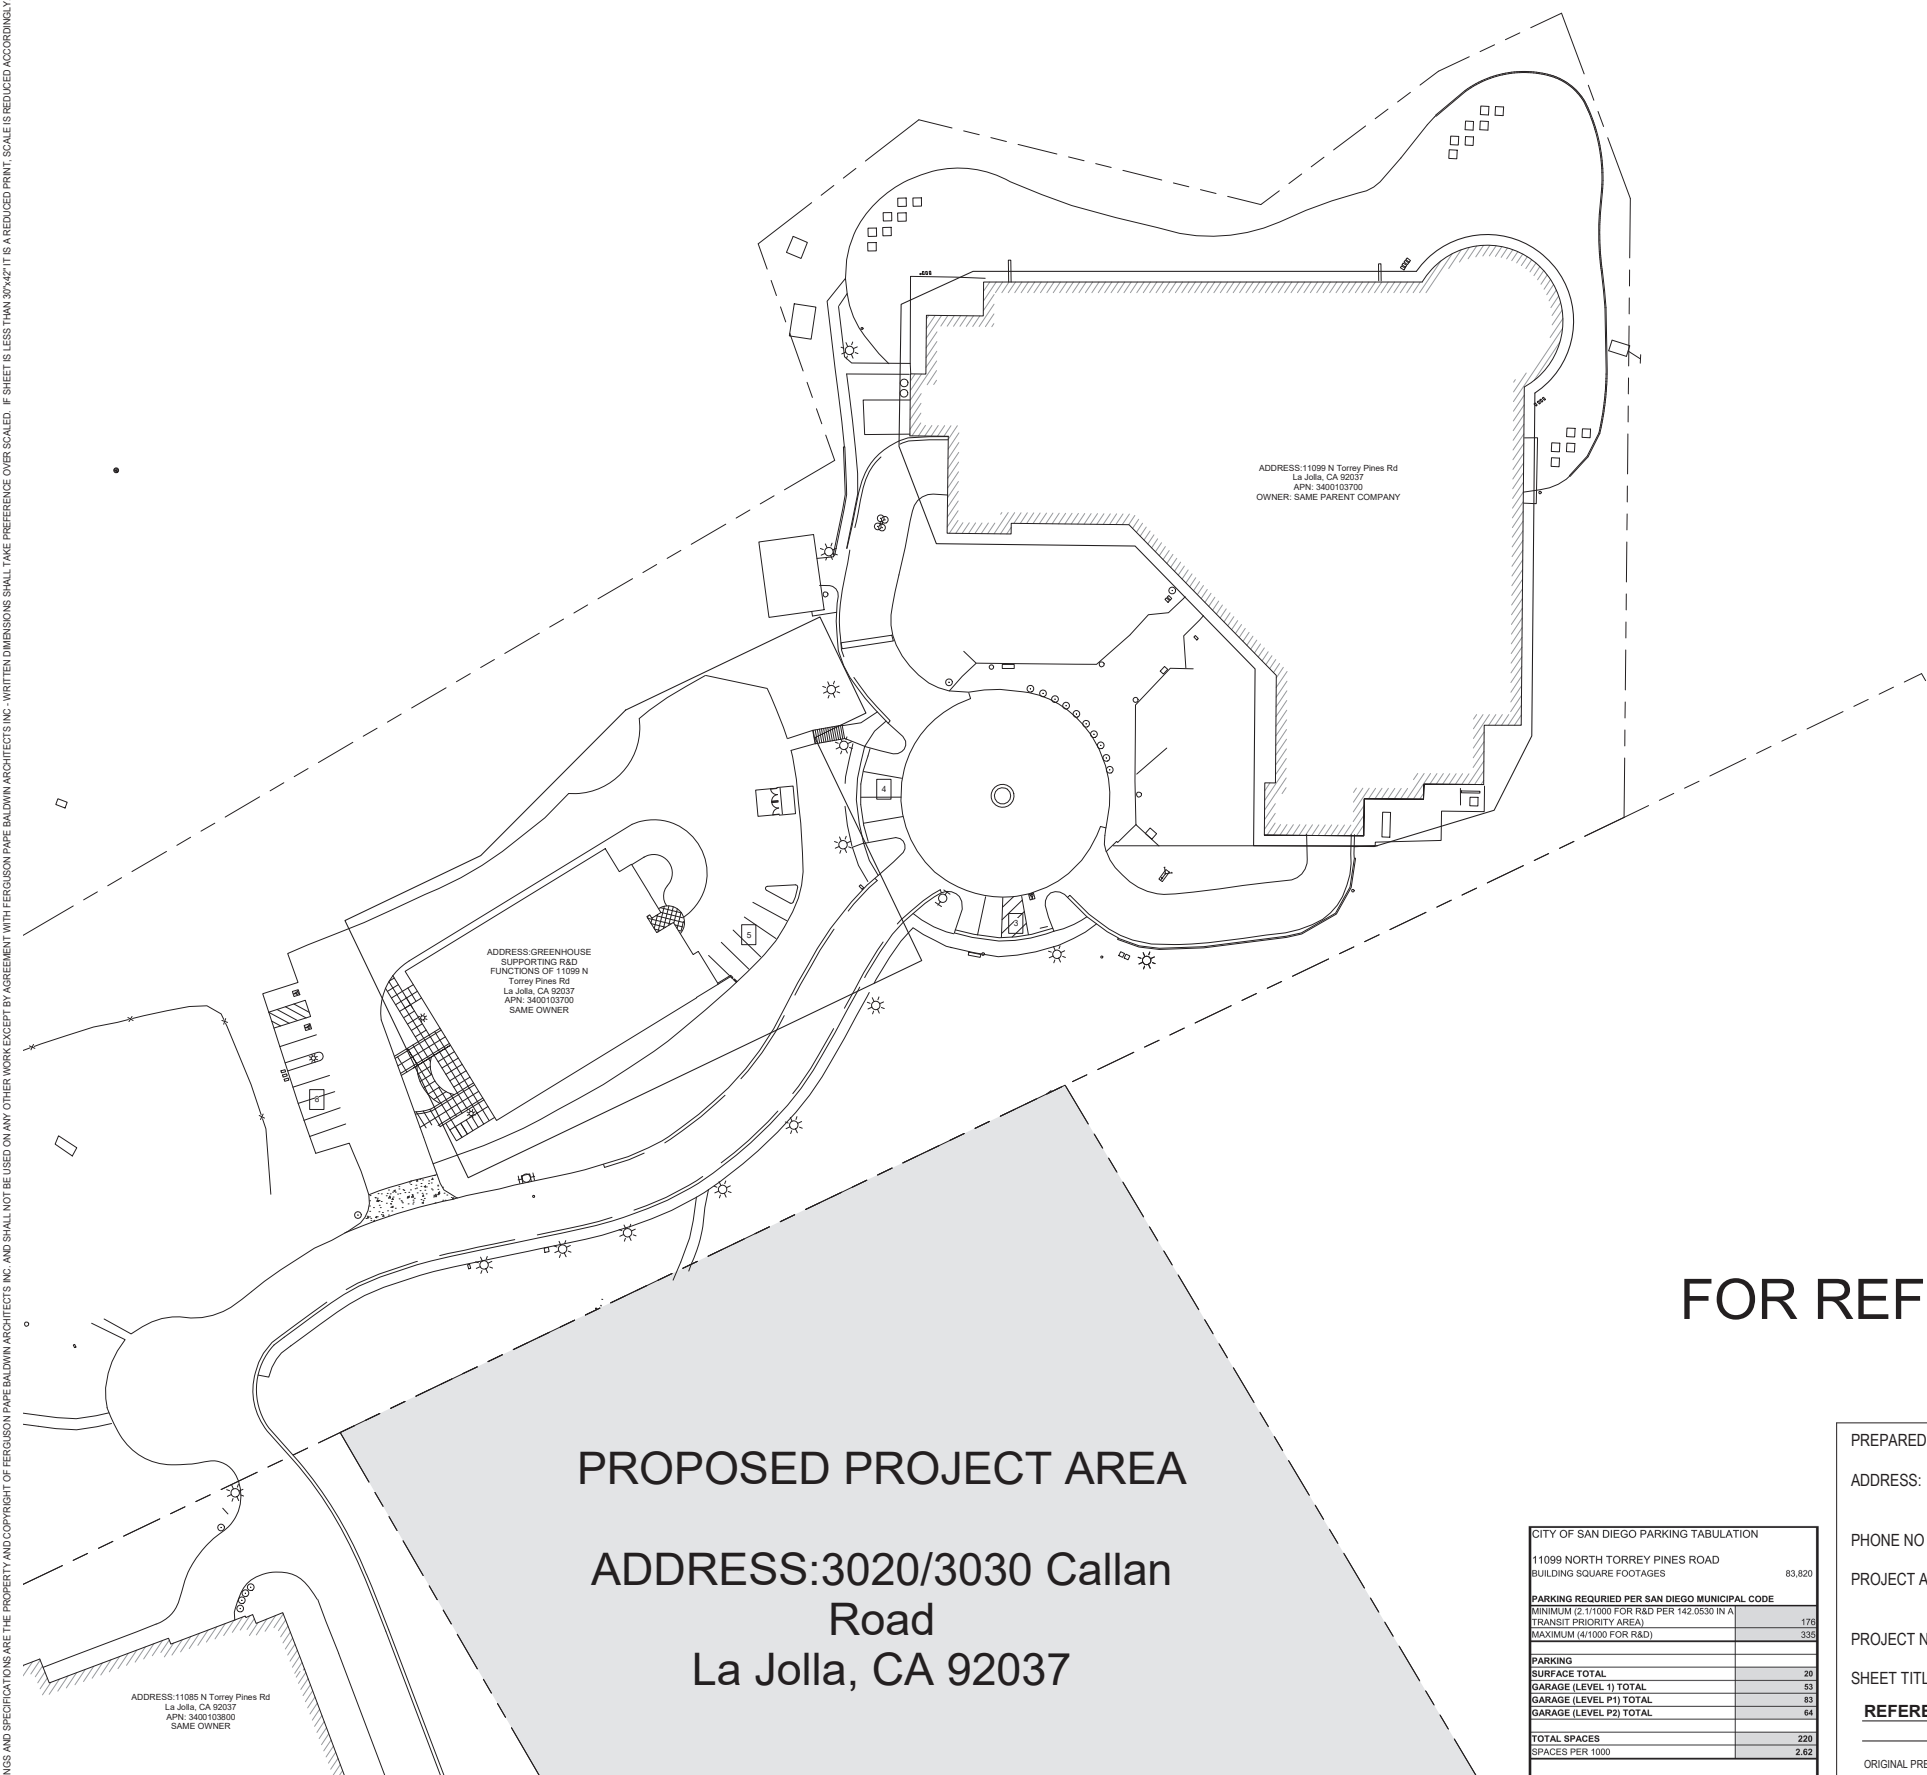 NGS AND SPECIFICATIONS ARE THE PROPERTY AND COPYRIGHT OF FERGUSON PAPE BALDWIN ARCHITECTS INC. AND SHALL NOT BE USED ON ANY OTHER WORK EXCEPT BY AGREEMENT WITH FERGUSON PAPE BALDWIN ARCHITECTS INC - WRITTEN DIMENSIONS SHALL TAKE PREFERENCE OVER SCALED. IF SHEET IS LESS THAN 30"x42" IT IS A REDUCED PRINT, SCALE IS REDUCED ACCORDINGLY
ADDRESS:11099 N Torrey Pines Rd
La Jolla, CA 92037
APN: 3400103700
OWNER: SAME PARENT COMPANY
4
3
5
ADDRESS:GREENHOUSE
SUPPORTING R&D
FUNCTIONS OF 11099 N
Torrey Pines Rd
La Jolla, CA 92037
APN: 3400103700
SAME OWNER
8
FOR REF
PROPOSED PROJECT AREA
ADDRESS:3020/3030 Callan
Road
La Jolla, CA 92037
ADDRESS:11085 N Torrey Pines Rd
La Jolla, CA 92037
APN: 3400103800
SAME OWNER
CITY OF SAN DIEGO PARKING TABULATION
11099 NORTH TORREY PINES ROAD
BUILDING SQUARE FOOTAGES 83,820
PARKING REQURIED PER SAN DIEGO MUNICIPAL CODE
MINIMUM (2.1/1000 FOR R&D PER 142.0530 IN A
TRANSIT PRIORITY AREA) 176
MAXIMUM (4/1000 FOR R&D) 335
PARKING
SURFACE TOTAL 20
GARAGE (LEVEL 1) TOTAL 53
GARAGE (LEVEL P1) TOTAL 83
GARAGE (LEVEL P2) TOTAL 64
TOTAL SPACES 220
SPACES PER 1000 2.62
PREPARED
ADDRESS:
PHONE NO
PROJECT A
PROJECT N
SHEET TITL
REFERE
ORIGINAL PRE